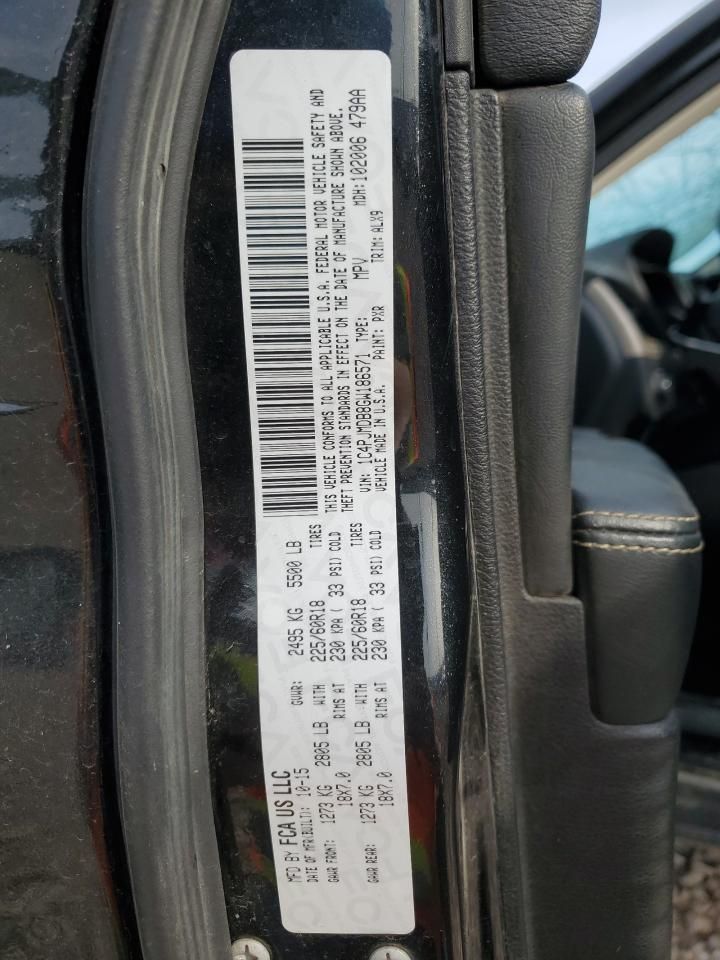 MFD BY FCA US LLC
DATE OF MFR(BUILT): 10-15 GVWR: 2495 KG 5500 LB
GAWR FRONT: 1273 KG 2805 LB WITH 225/60R18 TIRES
18X7.0 RIMS AT 230 KPA ( 33 PSI) COLD
GAWR REAR: 1273 KG 2805 LB WITH 225/60R18 TIRES
18X7.0 RIMS AT 230 KPA ( 33 PSI) COLD
THIS VEHICLE CONFORMS TO ALL APPLICABLE U.S.A. FEDERAL MOTOR VEHICLE SAFETY AND
THEFT PREVENTION STANDARDS IN EFFECT ON THE DATE OF MANUFACTURE SHOWN ABOVE.
VIN: 1C4PJMDB8GW186571 TYPE: MPV MDH:102006 479AA
VEHICLE MADE IN U.S.A. PAINT: PXR TRIM: ALX9